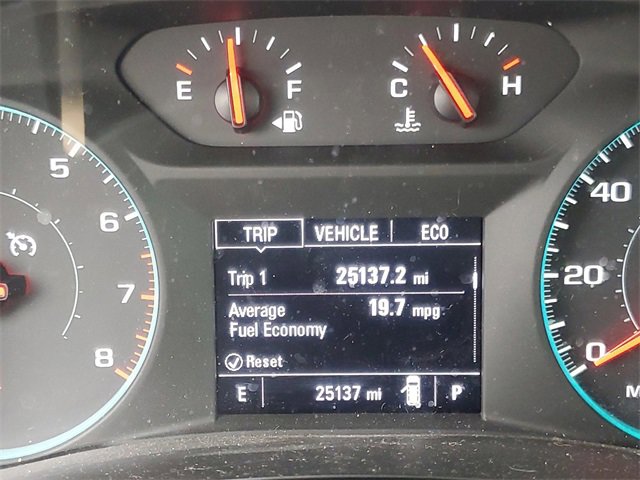 E F
C H
5
6
7
8
TRIP VEHICLE ECO
Trip 1 25137.2 mi
Average 19.7 mpg
Fuel Economy
Reset
E 25137 mi P
40
20
0
M